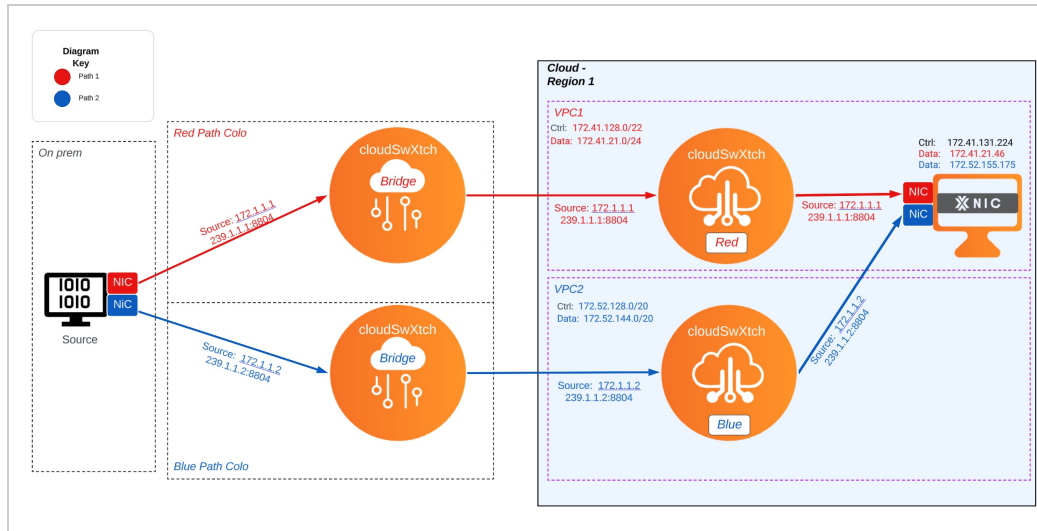 Diagram
Key
Path 1
Path 2
On prem
1010
1010
NIC
NiC
Source
Red Path Colo
cloudSwXtch
Bridge
Source: 172.1.1.1
239.1.1.1:8804
cloudSwXtch
Bridge
Source: 172.1.1.2
239.1.1.2:8804
Blue Path Colo
Cloud -
Region 1
VPC1
Ctrl: 172.41.128.0/22
Data: 172.41.21.0/24
Source: 172.1.1.1
239.1.1.1:8804
cloudSwXtch
Red
Source: 172.1.1.1
239.1.1.1:8804
Ctrl: 172.41.131.224
Data: 172.41.21.46
Data: 172.52.155.175
NIC
NiC
XNIC
VPC2
Ctrl: 172.52.128.0/20
Data: 172.52.144.0/20
Source: 172.1.1.2
239.1.1.2:8804
cloudSwXtch
Blue
Source: 172.1.1.2
239.1.1.2:8804